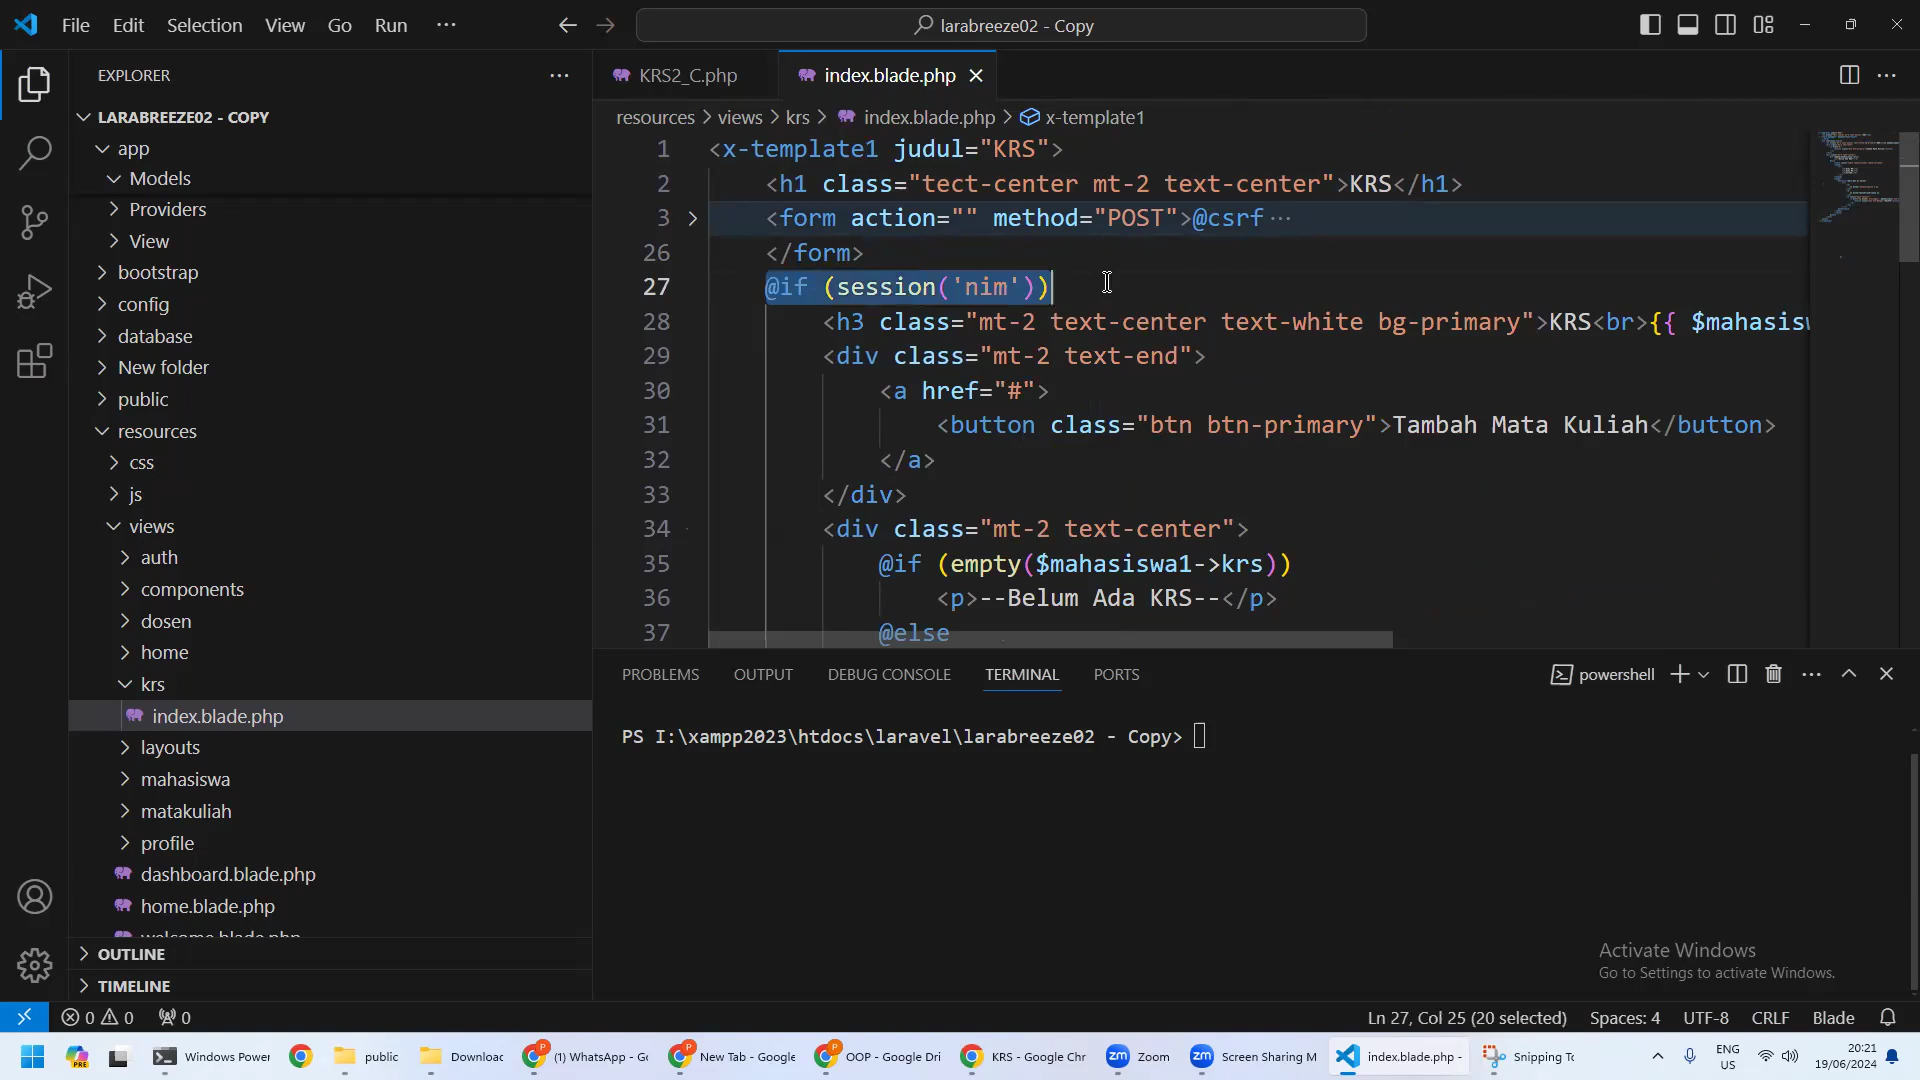 File Edit Selection View Go Run ···
larabreeze02 - Copy
EXPLORER
LARABREEZE02 - COPY
app
Models
Providers
View
bootstrap
config
database
New folder
public
resources
css
js
views
auth
components
dosen
home
krs
index.blade.php
layouts
mahasiswa
matakuliah
profile
dashboard.blade.php
home.blade.php
welcome.blade.php
OUTLINE
TIMELINE
KRS2_C.php index.blade.php
resources > views > krs > index.blade.php > x-template1
1 <x-template1 judul="KRS">
2 <h1 class="tect-center mt-2 text-center">KRS</h1>
3 <form action="" method="POST">@csrf ···
26 </form>
27 @if (session('nim'))
28 <h3 class="mt-2 text-center text-white bg-primary">KRS<br>{{ $mahasisw
29 <div class="mt-2 text-end">
30 <a href="#">
31 <button class="btn btn-primary">Tambah Mata Kuliah</button>
32 </a>
33 </div>
34 <div class="mt-2 text-center">
35 @if (empty($mahasiswa1->krs))
36 <p>--Belum Ada KRS--</p>
37 @else
PROBLEMS OUTPUT DEBUG CONSOLE TERMINAL PORTS
powershell
PS I:\xampp2023\htdocs\laravel\larabreeze02 - Copy>
Activate Windows
Go to Settings to activate Windows.
0 0 0
Ln 27, Col 25 (20 selected) Spaces: 4 UTF-8 CRLF Blade
Windows Power public Downloac (1) WhatsApp - Gc New Tab - Google OOP - Google Dri KRS - Google Chr Zoom Screen Sharing M index.blade.php - Snipping To
ENG
US
20:21
19/06/2024